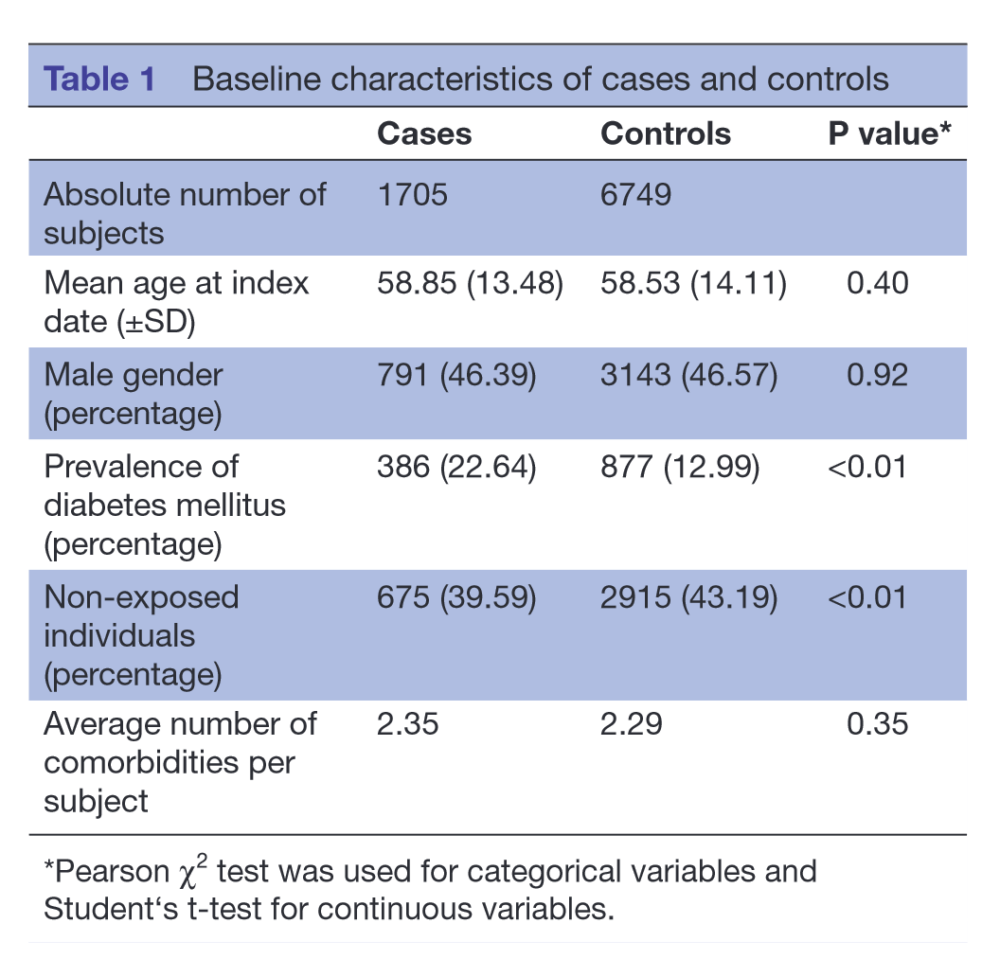 Table 1 Baseline characteristics of cases and controls
Cases Controls P value*
Absolute number of 1705 6749
subjects
Mean age at index 58.85 (13.48) 58.53 (14.11) 0.40
date (±SD)
Male gender 791 (46.39) 3143 (46.57) 0.92
(percentage)
Prevalence of 386 (22.64) 877 (12.99) <0.01
diabetes mellitus
(percentage)
Non-exposed 675 (39.59) 2915 (43.19) <0.01
individuals
(percentage)
Average number of 2.35 2.29 0.35
comorbidities per
subject
*Pearson χ² test was used for categorical variables and
Student‘s t-test for continuous variables.